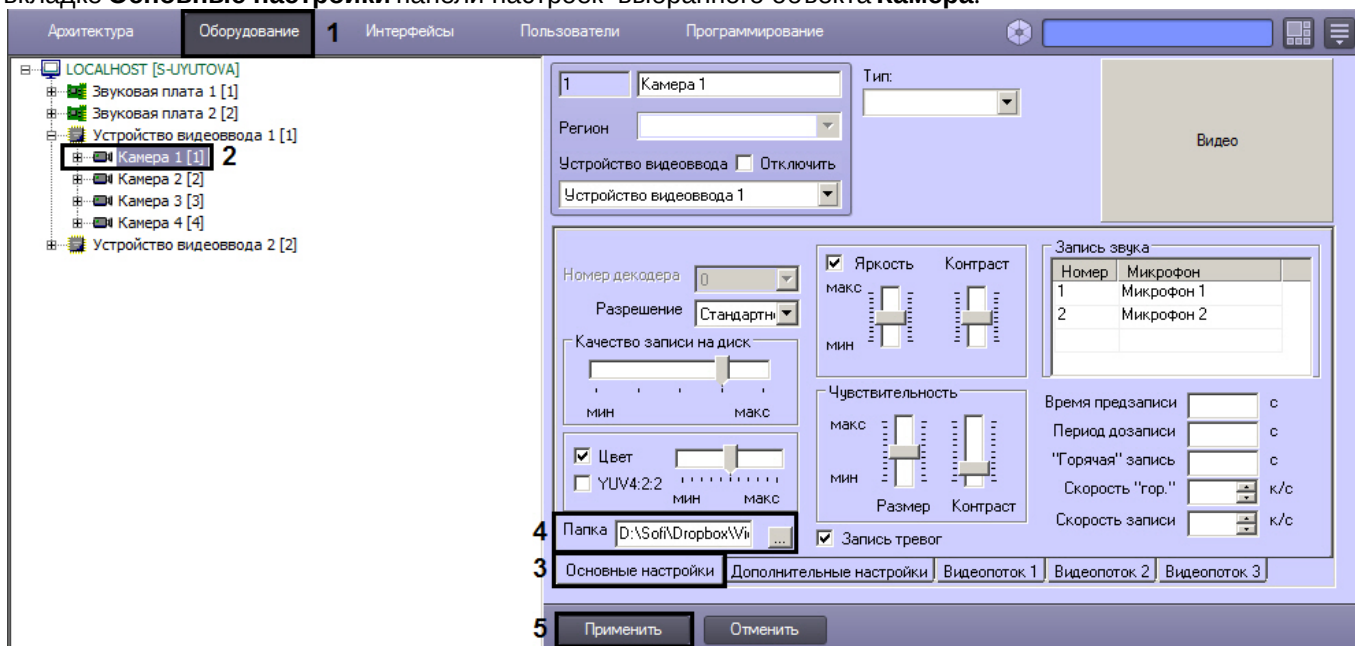 вкладке Основные настройки панели настроек выбранного объекта Камера.
Архитектура Оборудование 1 Интерфейсы Пользователи Программирование
LOCALHOST [S-UYUTOVA]
Звуковая плата 1 [1]
Звуковая плата 2 [2]
Устройство видеоввода 1 [1]
Камера 1 [1] 2
Камера 2 [2]
Камера 3 [3]
Камера 4 [4]
Устройство видеоввода 2 [2]
1 Камера 1
Тип:
Регион
Устройство видеоввода Отключить
Устройство видеоввода 1
Видео
Номер декодера 0
Разрешение Стандартн
Качество записи на диск
мин макс
Цвет
YUV4:2:2
мин макс
4 Папка D:\Sofi\Dropbox\Vi ...
Яркость Контраст
макс
мин
Чувствительность
макс
мин
Размер Контраст
Запись тревог
Запись звука
Номер Микрофон
1 Микрофон 1
2 Микрофон 2
Время предзаписи с
Период дозаписи с
"Горячая" запись с
Скорость "гор." к/с
Скорость записи к/с
3 Основные настройки Дополнительные настройки Видеопоток 1 Видеопоток 2 Видеопоток 3
5 Применить Отменить